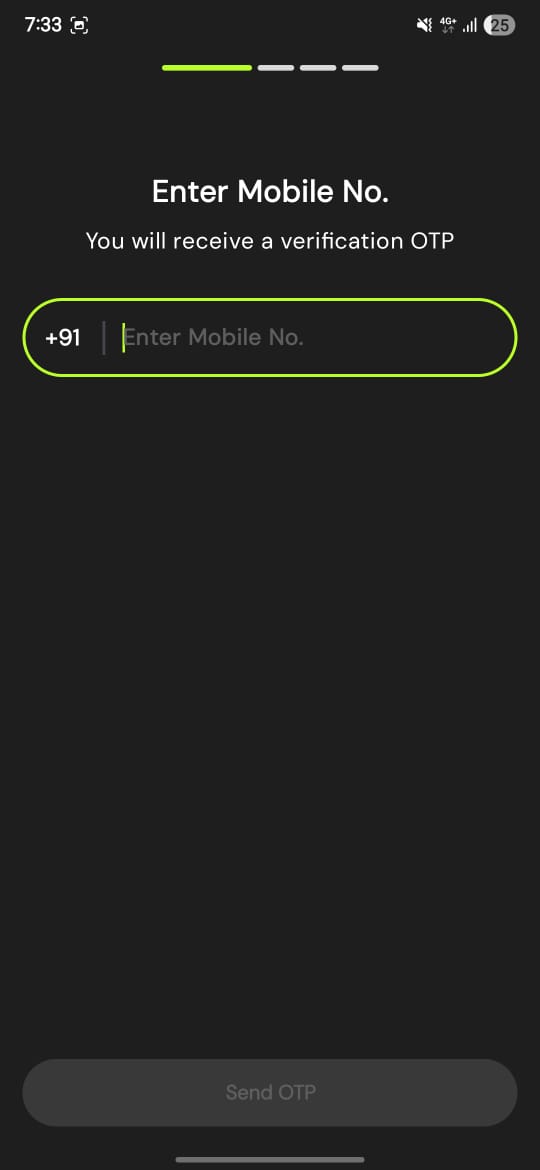 7:33 4G+ 25
Enter Mobile No.
You will receive a verification OTP
+91 Enter Mobile No.
Send OTP